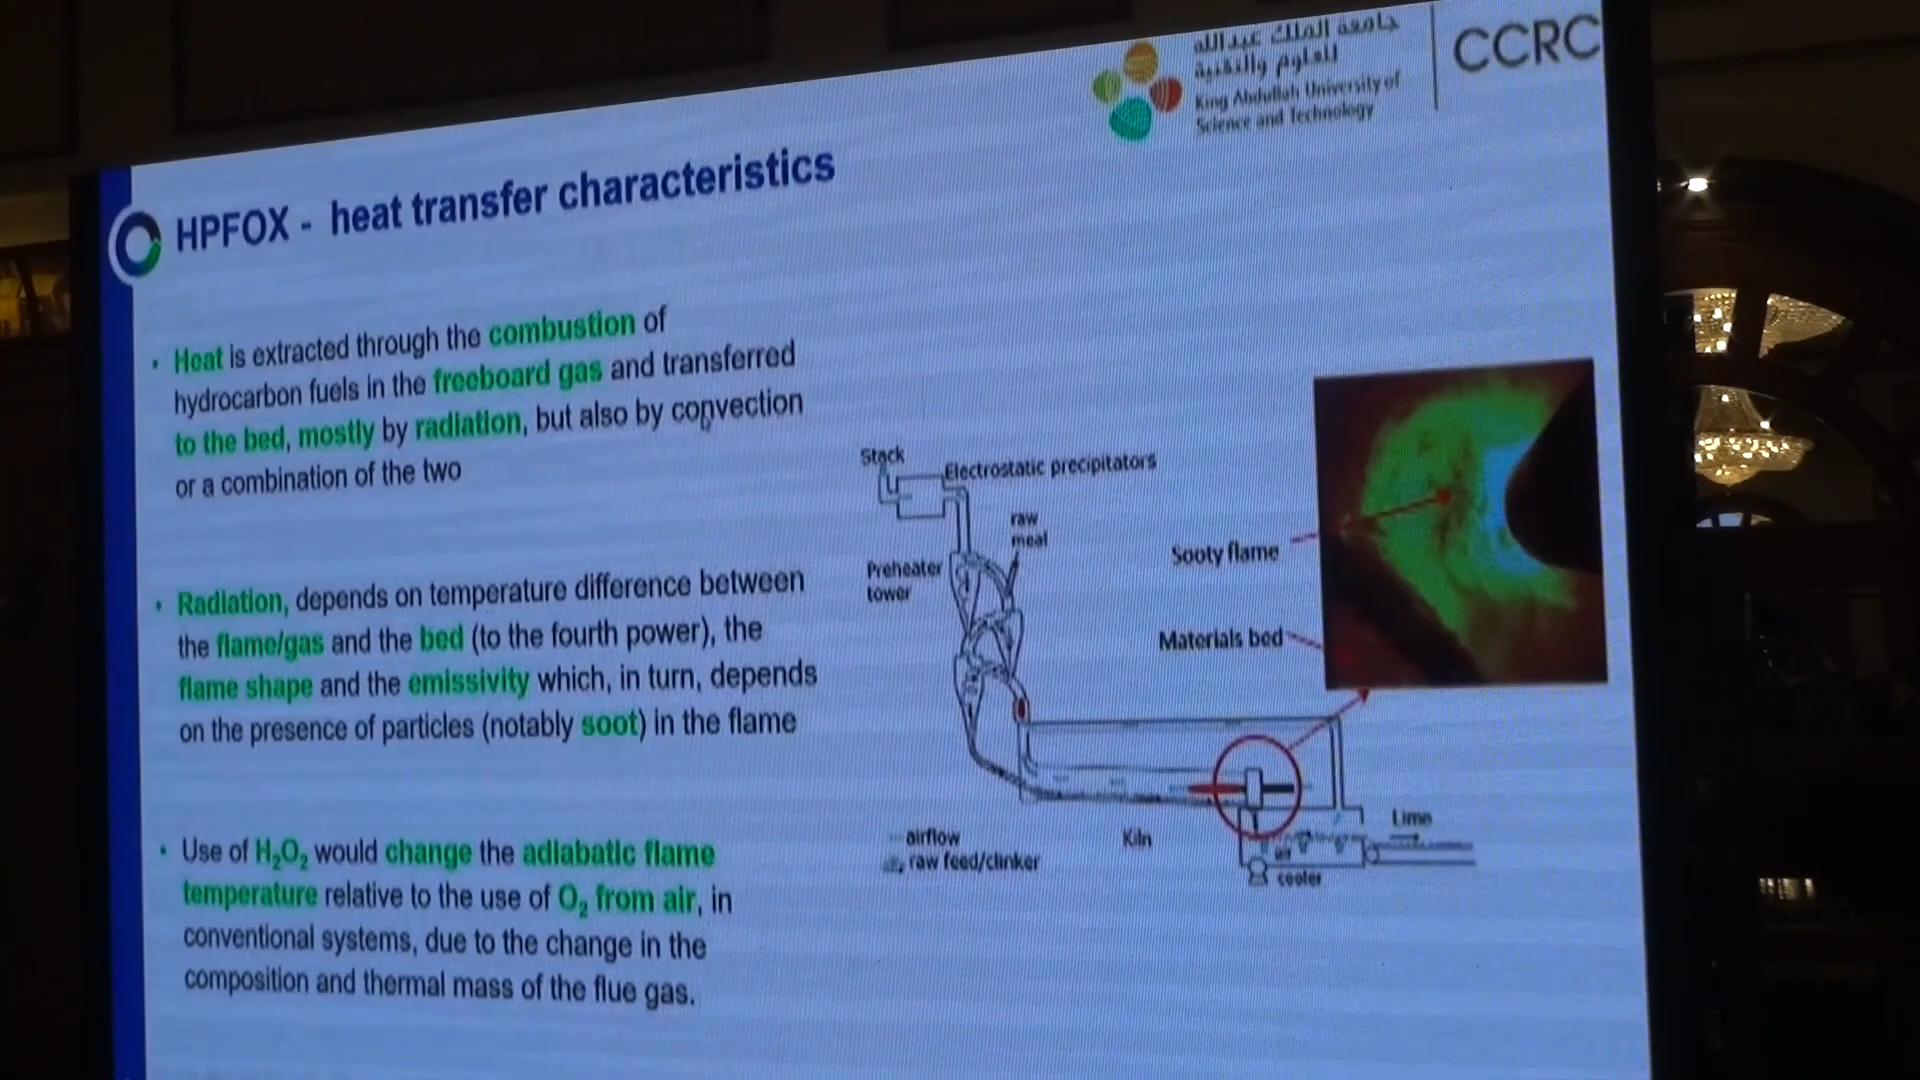 جامعة الملك عبدالله
للعلوم والتقنية
King Abdullah University of
Science and Technology
CCRC
HPFOX - heat transfer characteristics
• Heat is extracted through the combustion of
hydrocarbon fuels in the freeboard gas and transferred
to the bed, mostly by radiation, but also by convection
or a combination of the two
• Radiation, depends on temperature difference between
the flame/gas and the bed (to the fourth power), the
flame shape and the emissivity which, in turn, depends
on the presence of particles (notably soot) in the flame
• Use of H₂O₂ would change the adiabatic flame
temperature relative to the use of O₂ from air, in
conventional systems, due to the change in the
composition and thermal mass of the flue gas.
Stack
Electrostatic precipitators
raw
meal
Preheater
tower
Sooty flame
Materials bed
airflow
raw feed/clinker
Kiln
Lime
cooler